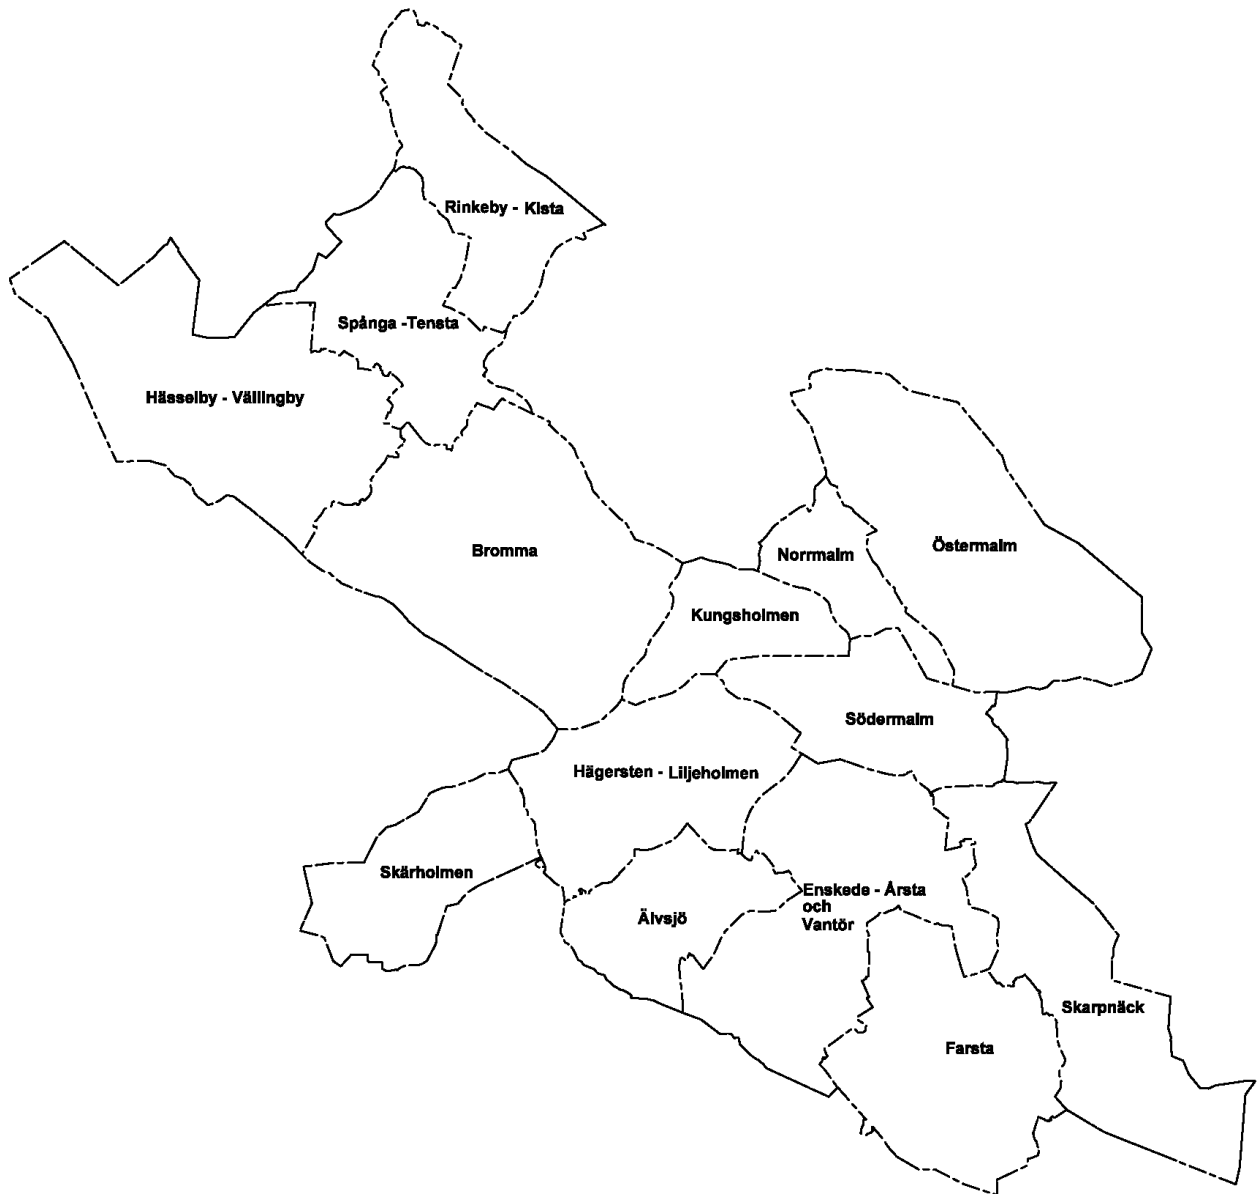 Rinkeby - Kista
Spånga -Tensta
Hässelby - Vällingby
Bromma
Norrmalm
Östermalm
Kungsholmen
Södermalm
Hägersten - Liljeholmen
Skärholmen
Enskede - Årsta
och
Vantör
Älvsjö
Skarpnäck
Farsta